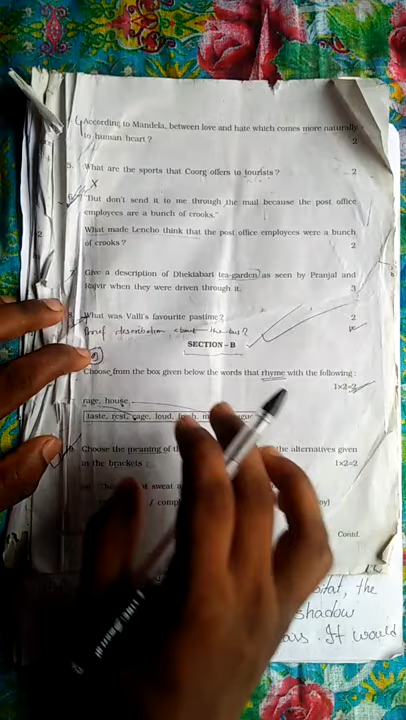 According to Mandela, between love and hate which comes more naturally
to human heart ? 2
5. What are the sports that Coorg offers to tourists ? 2
"But don't send it to me through the mail because the post office
employees are a bunch of crooks."
What made Lencho think that the post office employees were a bunch
of crooks ? 2
Give a description of Dhekiabari tea-garden as seen by Pranjal and
Rajvir when they were driven through it. 3
What was Valli's favourite pastime ? 2
Brief description about the bus?
SECTION – B
Choose from the box given below the words that rhyme with the following :
1×2=2
rage, house,
taste, rest, cage, loud,
Choose the meaning of the alternatives given
in the brackets 1×2=2
sweat
/
Contd.
the
shadow
It would